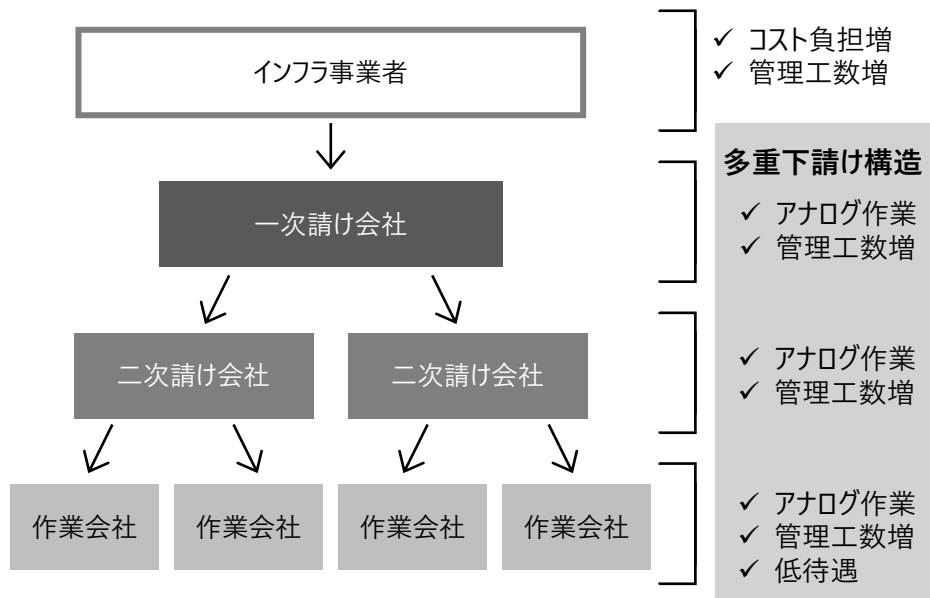 インフラ事業者
✓ コスト負担増
✓ 管理工数増
多重下請け構造
一次請け会社
✓ アナログ作業
✓ 管理工数増
二次請け会社 二次請け会社
✓ アナログ作業
✓ 管理工数増
作業会社 作業会社 作業会社 作業会社
✓ アナログ作業
✓ 管理工数増
✓ 低待遇